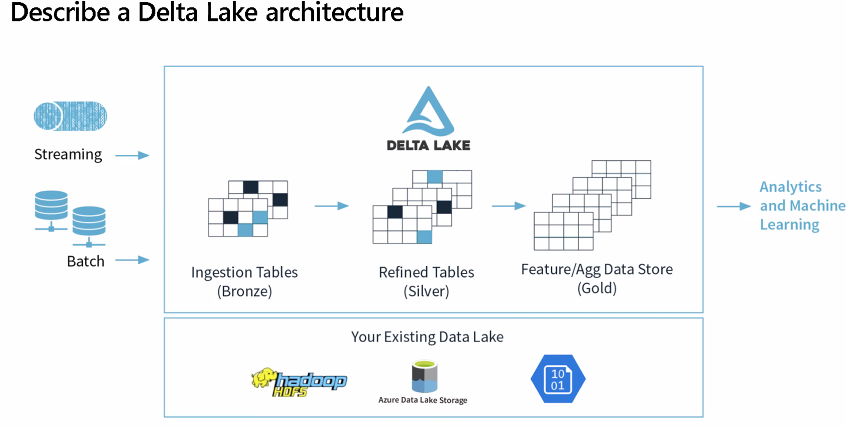 Describe a Delta Lake architecture
DELTA LAKE
Streaming
Batch
Ingestion Tables
(Bronze)
Refined Tables
(Silver)
Feature/Agg Data Store
(Gold)
Analytics
and Machine
Learning
Your Existing Data Lake
hadoop
HDFS
Azure Data Lake Storage
10
01